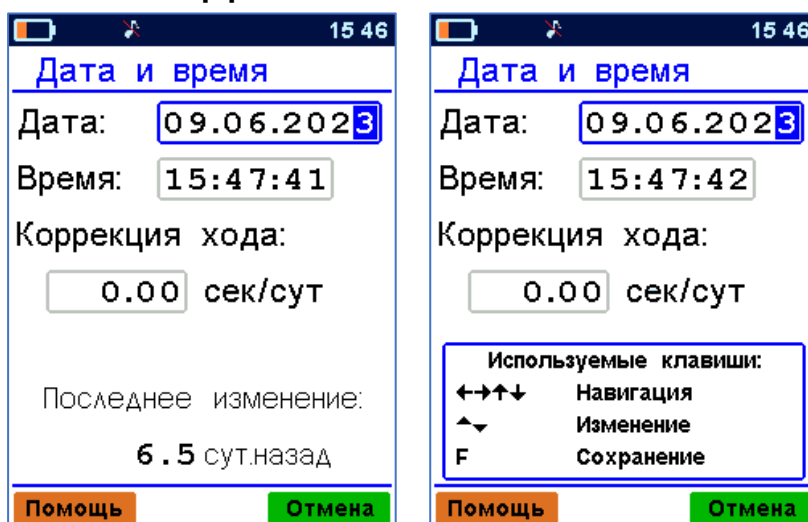 15 46
Дата и время
Дата: 09.06.2023
Время: 15:47:41
Коррекция хода:
0.00 сек/сут
Последнее изменение:
6.5 сут.назад
Помощь Отмена
15 46
Дата и время
Дата: 09.06.2023
Время: 15:47:42
Коррекция хода:
0.00 сек/сут
Используемые клавиши:
←→↑↓ Навигация
▲▼ Изменение
F Сохранение
Помощь Отмена